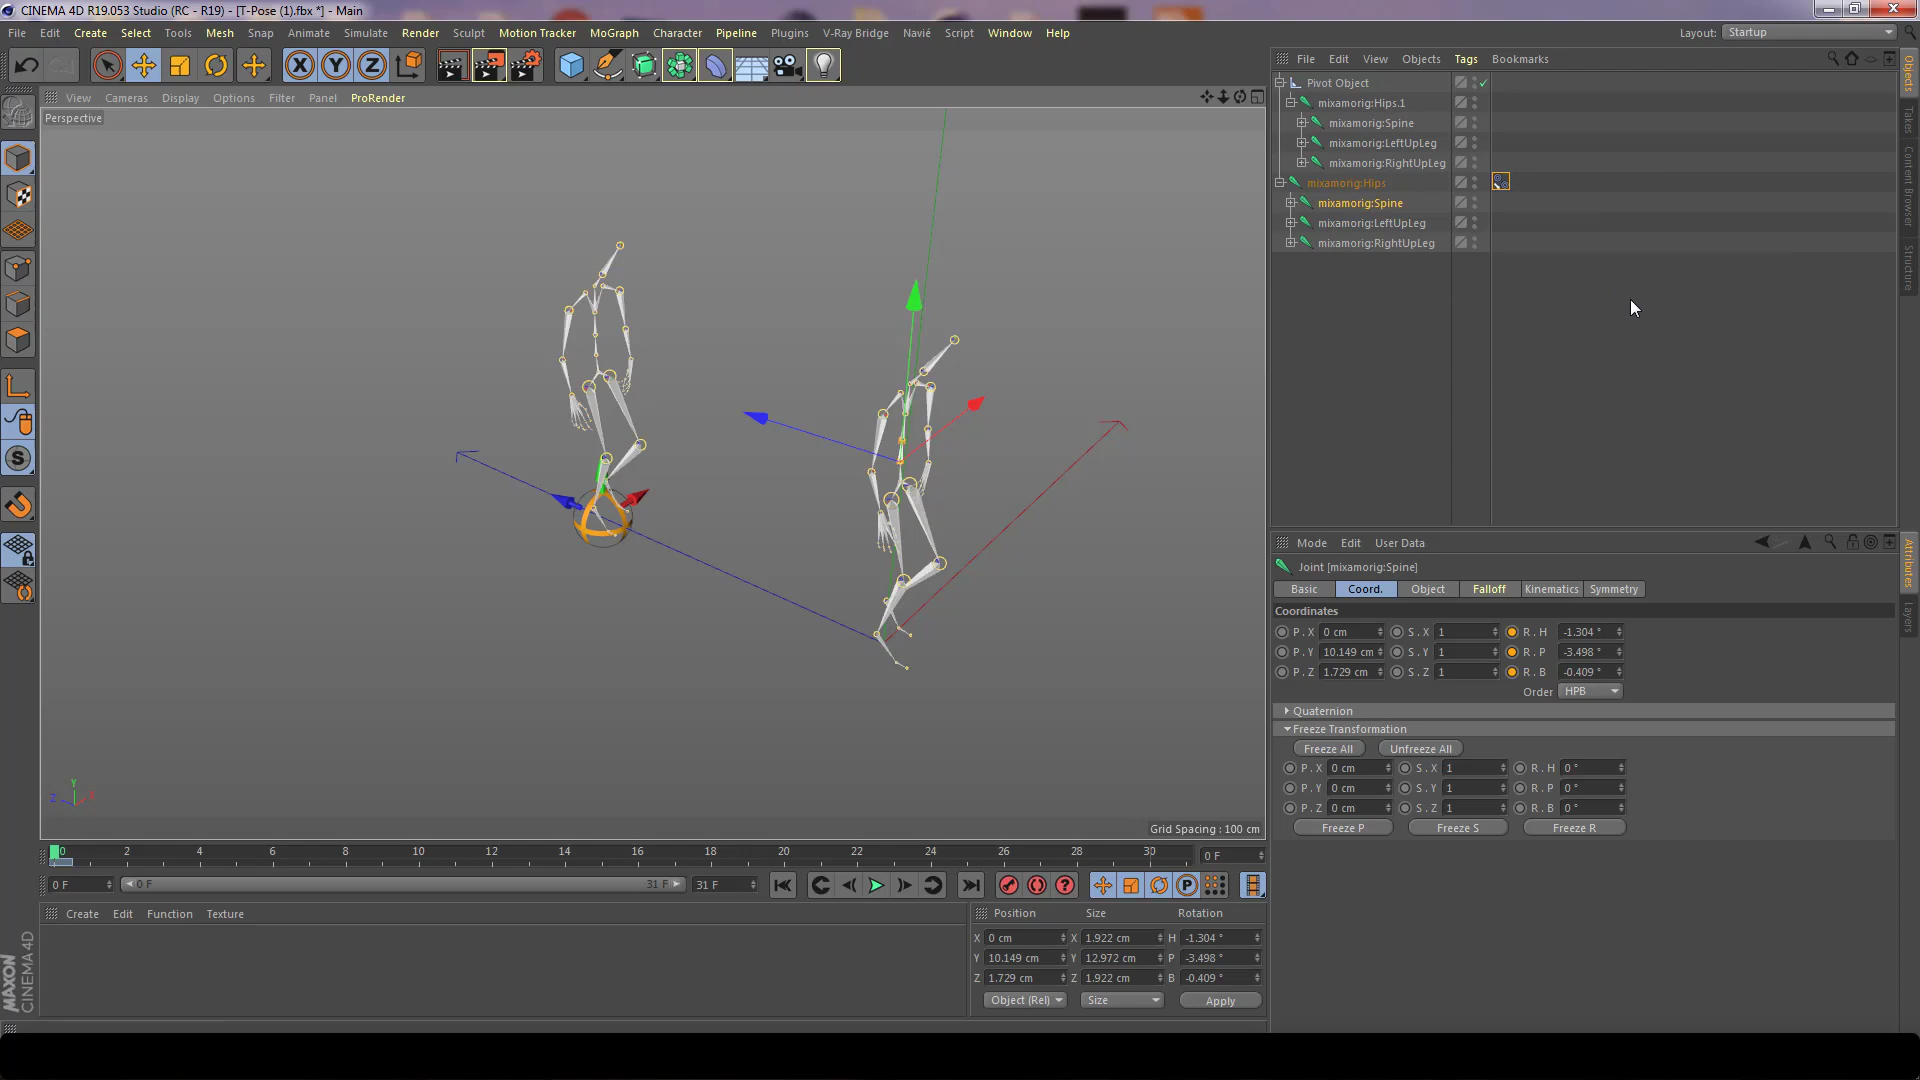 CINEMA 4D R19.053 Studio (RC - R19) - [T-Pose (1).fbx *] - Main
File Edit Create Select Tools Mesh Snap Animate Simulate Render Sculpt Motion Tracker MoGraph Character Pipeline Plugins V-Ray Bridge Navié Script Window Help
Layout: Startup
X Y Z
File Edit View Objects Tags Bookmarks
View Cameras Display Options Filter Panel ProRender
Perspective
Pivot Object
mixamorig:Hips.1
mixamorig:Spine
mixamorig:LeftUpLeg
mixamorig:RightUpLeg
mixamorig:Hips
mixamorig:Spine
mixamorig:LeftUpLeg
mixamorig:RightUpLeg
Objects
Takes
Content Browser
Structure
S
Mode Edit User Data
Joint [mixamorig:Spine]
Basic Coord. Object Falloff Kinematics Symmetry
Coordinates
P . X 0 cm S . X 1 R . H -1.304 °
P . Y 10.149 cm S . Y 1 R . P -3.498 °
P . Z 1.729 cm S . Z 1 R . B -0.409 °
Order HPB
Quaternion
Freeze Transformation
Freeze All Unfreeze All
P . X 0 cm S . X 1 R . H 0 °
P . Y 0 cm S . Y 1 R . P 0 °
P . Z 0 cm S . Z 1 R . B 0 °
Freeze P Freeze S Freeze R
Attributes
Layers
Y
Z
Grid Spacing : 100 cm
0 2 4 6 8 10 12 14 16 18 20 22 24 26 28 30 0 F
0 F 0 F 31 F 31 F
P
Create Edit Function Texture
Position Size Rotation
X 0 cm X 1.922 cm H -1.304 °
Y 10.149 cm Y 12.972 cm P -3.498 °
Z 1.729 cm Z 1.922 cm B -0.409 °
Object (Rel) Size Apply
MAXON
CINEMA 4D